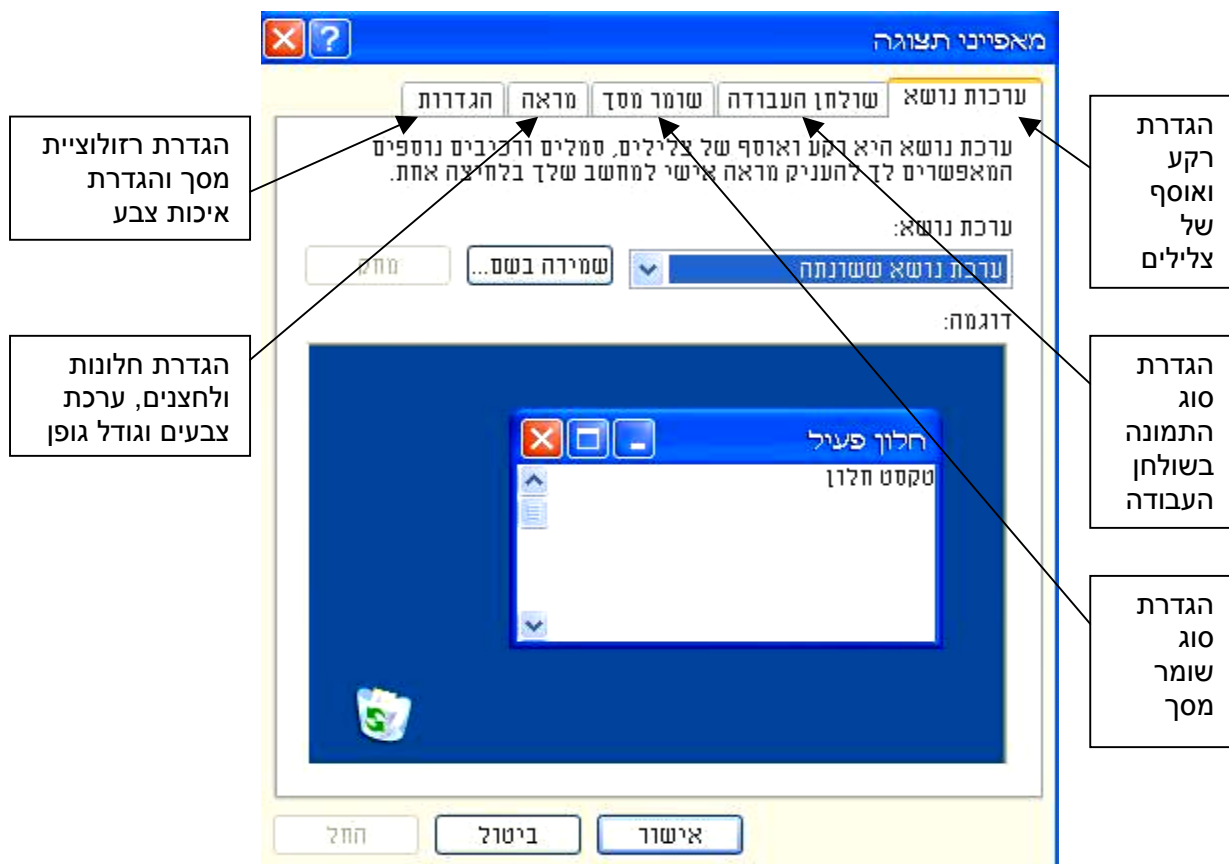 מאפייני תצוגה
ערכות נושא
שולחן העבודה
שומר מסך
מראה
הגדרות
ערכת נושא היא רקע ואוסף של צלילים, סמלים ורכיבים נוספים
המאפשרים לך להעניק מראה אישי למחשב שלך בלחיצה אחת.
ערכת נושא:
ערכת נושא ששונתה
שמירה בשם...
מחק
דוגמה:
חלון פעיל
טקסט חלון
אישור
ביטול
החל
הגדרת
רקע
ואוסף
של
צלילים
הגדרת
סוג
התמונה
בשולחן
העבודה
הגדרת
סוג
שומר
מסך
הגדרת רזולוציית
מסך והגדרת
איכות צבע
הגדרת חלונות
ולחצנים, ערכת
צבעים וגודל גופן